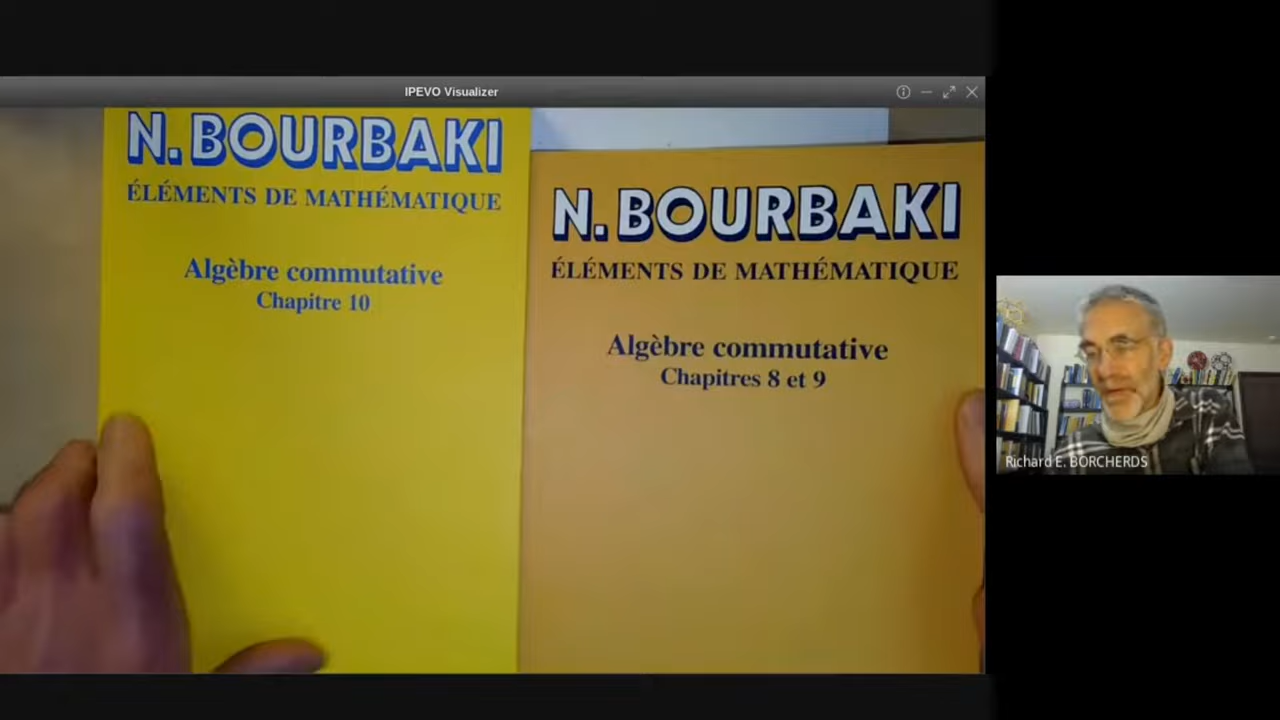 IPEVO Visualizer
N. BOURBAKI
ÉLÉMENTS DE MATHÉMATIQUE
Algèbre commutative
Chapitre 10
N. BOURBAKI
ÉLÉMENTS DE MATHÉMATIQUE
Algèbre commutative
Chapitres 8 et 9
Richard E. BORCHERDS